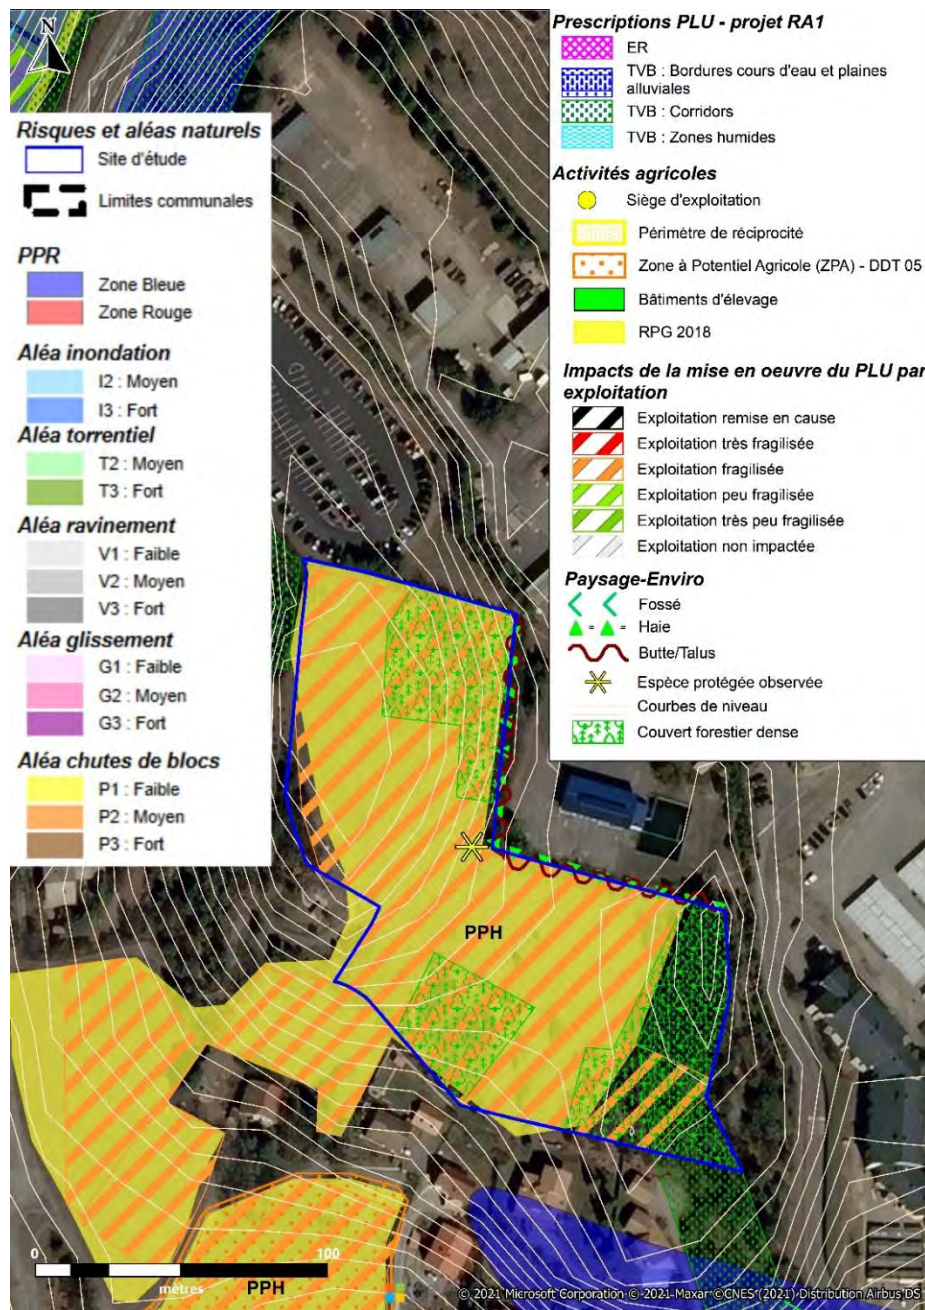 N
Risques et aléas naturels
Site d'étude
Limites communales
PPR
Zone Bleue
Zone Rouge
Aléa inondation
I2 : Moyen
I3 : Fort
Aléa torrentiel
T2 : Moyen
T3 : Fort
Aléa ravinement
V1 : Faible
V2 : Moyen
V3 : Fort
Aléa glissement
G1 : Faible
G2 : Moyen
G3 : Fort
Aléa chutes de blocs
P1 : Faible
P2 : Moyen
P3 : Fort
Prescriptions PLU - projet RA1
ER
TVB : Bordures cours d'eau et plaines
alluviales
TVB : Corridors
TVB : Zones humides
Activités agricoles
Siège d'exploitation
Périmètre de réciprocité
Zone à Potentiel Agricole (ZPA) - DDT 05
Bâtiments d'élevage
RPG 2018
Impacts de la mise en oeuvre du PLU par
exploitation
Exploitation remise en cause
Exploitation très fragilisée
Exploitation fragilisée
Exploitation peu fragilisée
Exploitation très peu fragilisée
Exploitation non impactée
Paysage-Enviro
Fossé
Haie
Butte/Talus
Espèce protégée observée
Courbes de niveau
Couvert forestier dense
PPH
0 100
mètres
PPH
© 2021 Microsoft Corporation © 2021 Maxar ©CNES (2021) Distribution Airbus DS